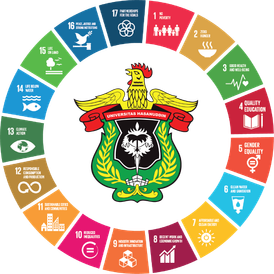 1 NO
POVERTY
2 ZERO
HUNGER
3 GOOD HEALTH
AND WELL-BEING
4 QUALITY
EDUCATION
5 GENDER
EQUALITY
6 CLEAN WATER
AND SANITATION
7 AFFORDABLE AND
CLEAN ENERGY
8 DECENT WORK AND
ECONOMIC GROWTH
9 INDUSTRY, INNOVATION
AND INFRASTRUCTURE
10 REDUCED
INEQUALITIES
11 SUSTAINABLE CITIES
AND COMMUNITIES
12 RESPONSIBLE
CONSUMPTION
AND PRODUCTION
13 CLIMATE
ACTION
14 LIFE BELOW
WATER
15 LIFE
ON LAND
16 PEACE, JUSTICE AND
STRONG INSTITUTIONS
17 PARTNERSHIPS
FOR THE GOALS
UNIVERSITAS HASANUDDIN